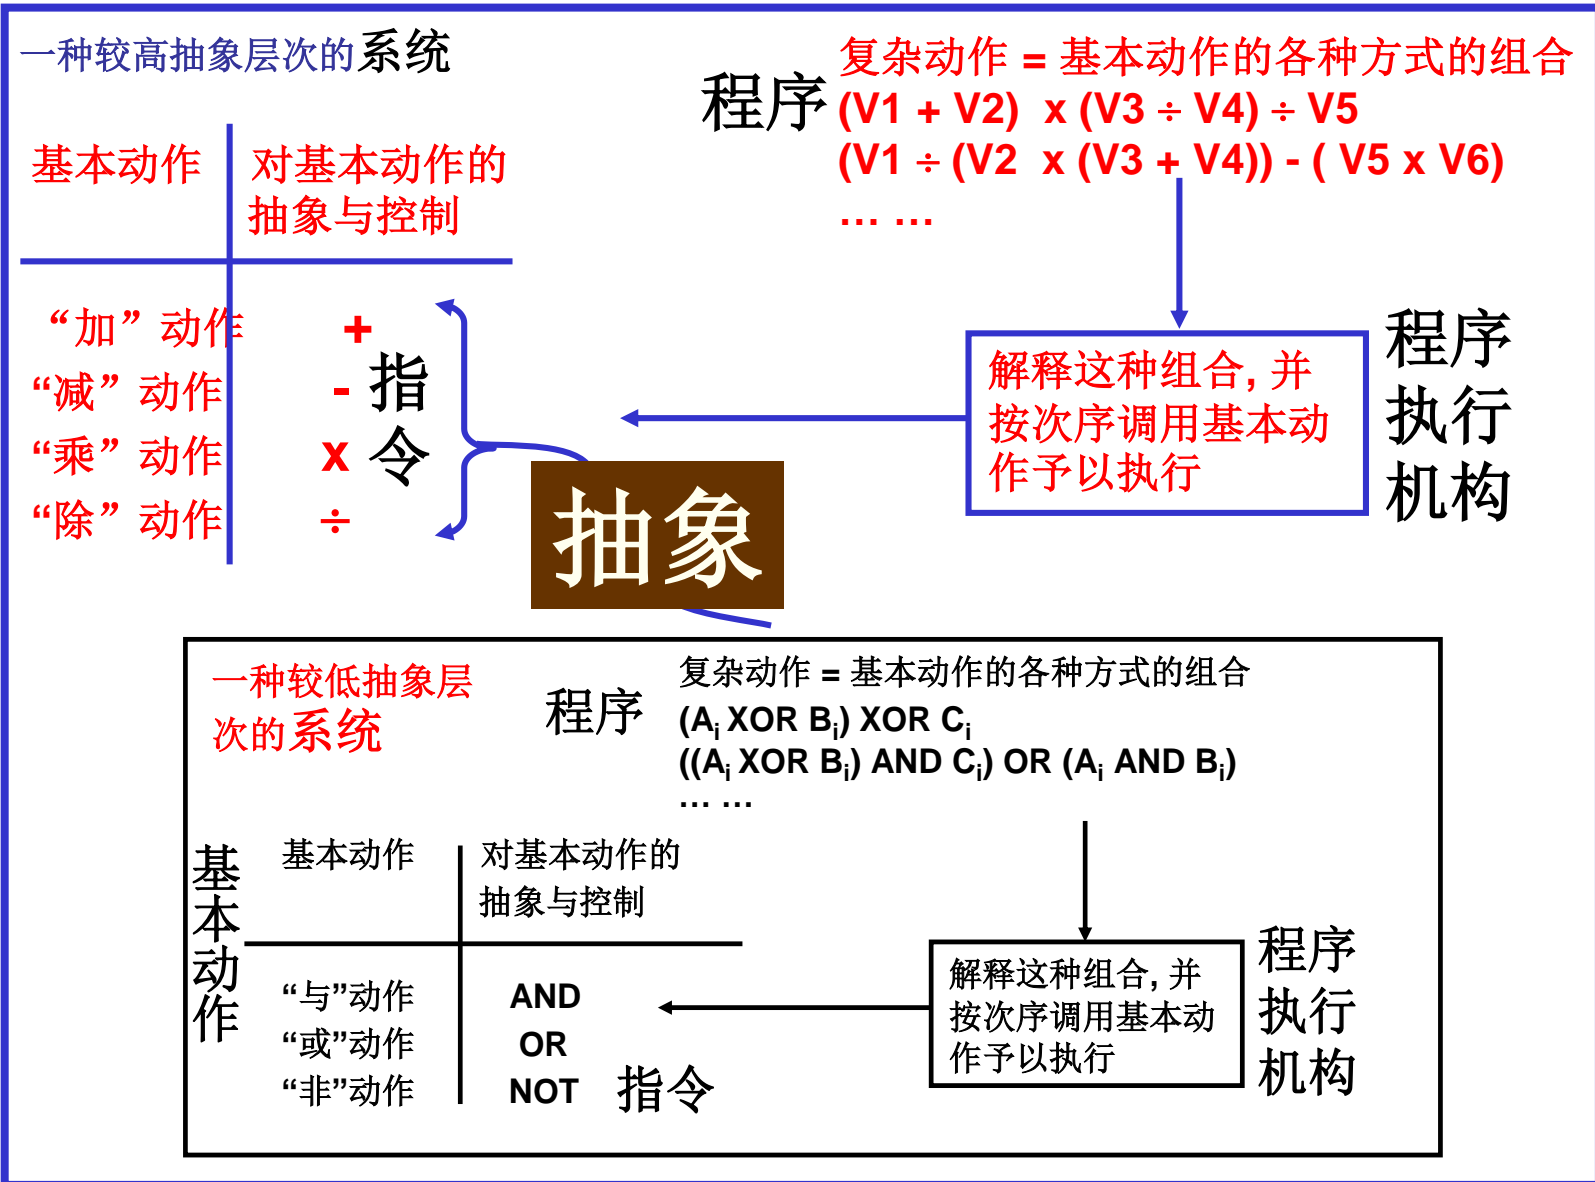 一种较高抽象层次的系统
程序
复杂动作 = 基本动作的各种方式的组合
(V1 + V2) x (V3 ÷ V4) ÷ V5
(V1 ÷ (V2 x (V3 + V4)) - ( V5 x V6)
… …
基本动作
对基本动作的
抽象与控制
“加”动作 +
“减”动作 -
“乘”动作 x
“除”动作 ÷
指
令
解释这种组合, 并
按次序调用基本动
作予以执行
程序
执行
机构
抽象
一种较低抽象层
次的系统
程序
复杂动作 = 基本动作的各种方式的组合
(Ai XOR Bi) XOR Ci
((Ai XOR Bi) AND Ci) OR (Ai AND Bi)
… …
基
本
动
作
基本动作
对基本动作的
抽象与控制
“与”动作 AND
“或”动作 OR
“非”动作 NOT
指令
解释这种组合, 并
按次序调用基本动
作予以执行
程序
执行
机构